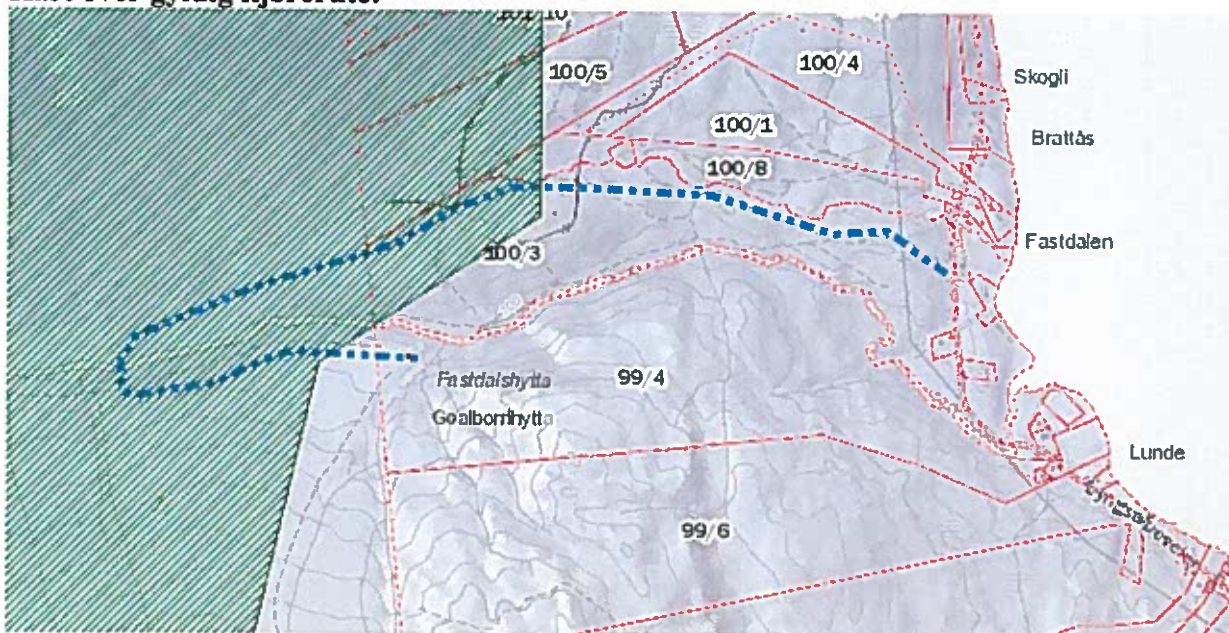 100/5
100/4
Skogli
100/1
Brattås
100/8
Fastdalen
100/3
Fastdalshytta
99/4
Goalborrihytta
Lunde
99/6